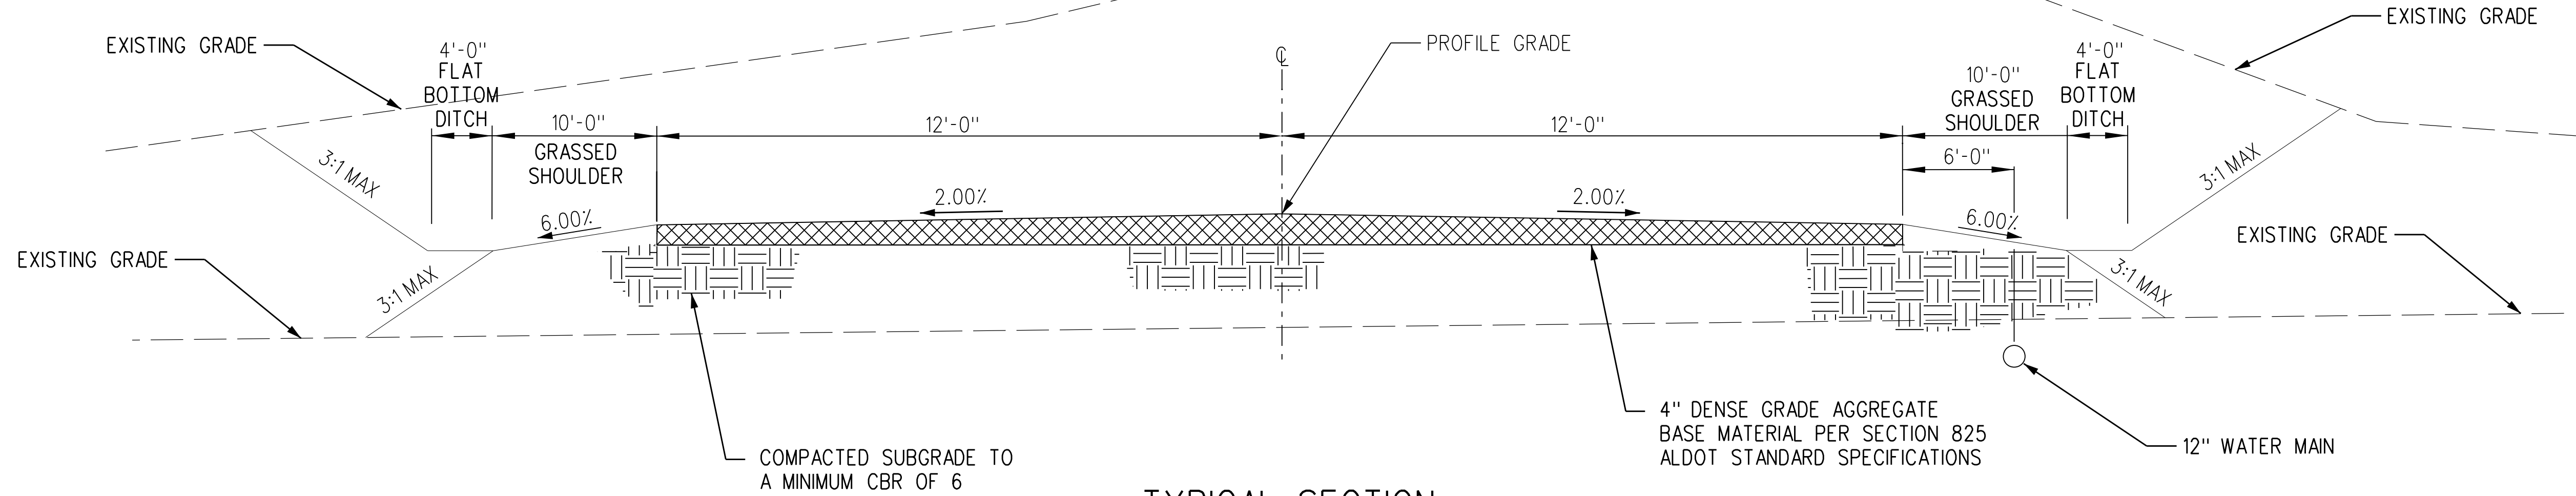 EXISTING GRADE
4'-0"
FLAT
BOTTOM
DITCH
10'-0"
GRASSED
SHOULDER
12'-0"
℄
PROFILE GRADE
12'-0"
10'-0"
GRASSED
SHOULDER
4'-0"
FLAT
BOTTOM
DITCH
EXISTING GRADE
6'-0"
3:1 MAX
6.00%
2.00%
2.00%
6.00%
3:1 MAX
EXISTING GRADE
3:1 MAX
3:1 MAX
EXISTING GRADE
COMPACTED SUBGRADE TO
A MINIMUM CBR OF 6
4" DENSE GRADE AGGREGATE
BASE MATERIAL PER SECTION 825
ALDOT STANDARD SPECIFICATIONS
12" WATER MAIN
TYPICAL SECTION